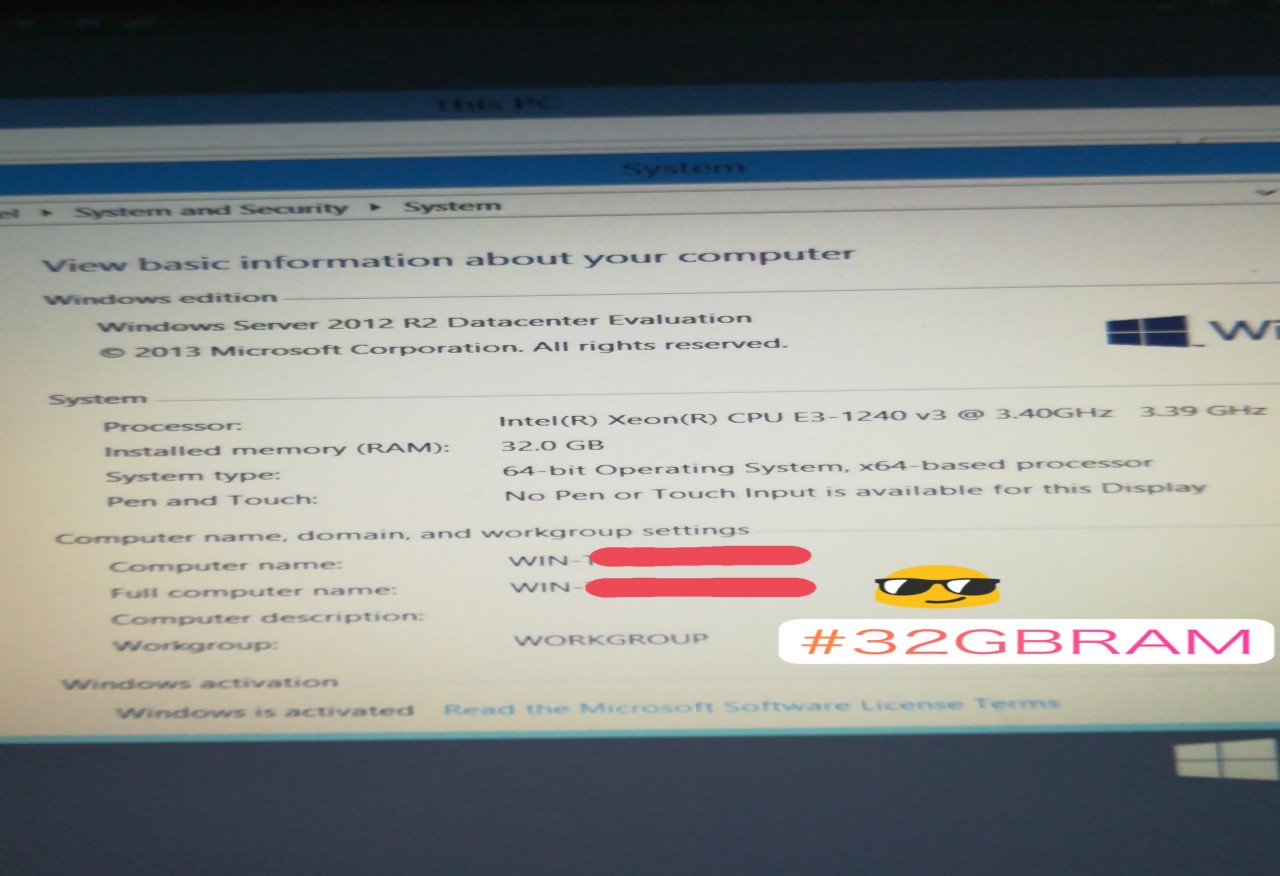 This PC
System
el ▸ System and Security ▸ System
View basic information about your computer
Windows edition
Windows Server 2012 R2 Datacenter Evaluation
© 2013 Microsoft Corporation. All rights reserved.
System
Processor: Intel(R) Xeon(R) CPU E3-1240 v3 @ 3.40GHz 3.39 GHz
Installed memory (RAM): 32.0 GB
System type: 64-bit Operating System, x64-based processor
Pen and Touch: No Pen or Touch Input is available for this Display
Computer name, domain, and workgroup settings
Computer name: WIN-
Full computer name: WIN-
Computer description:
Workgroup: WORKGROUP
#32GBRAM
Windows activation
Windows is activated Read the Microsoft Software License Terms